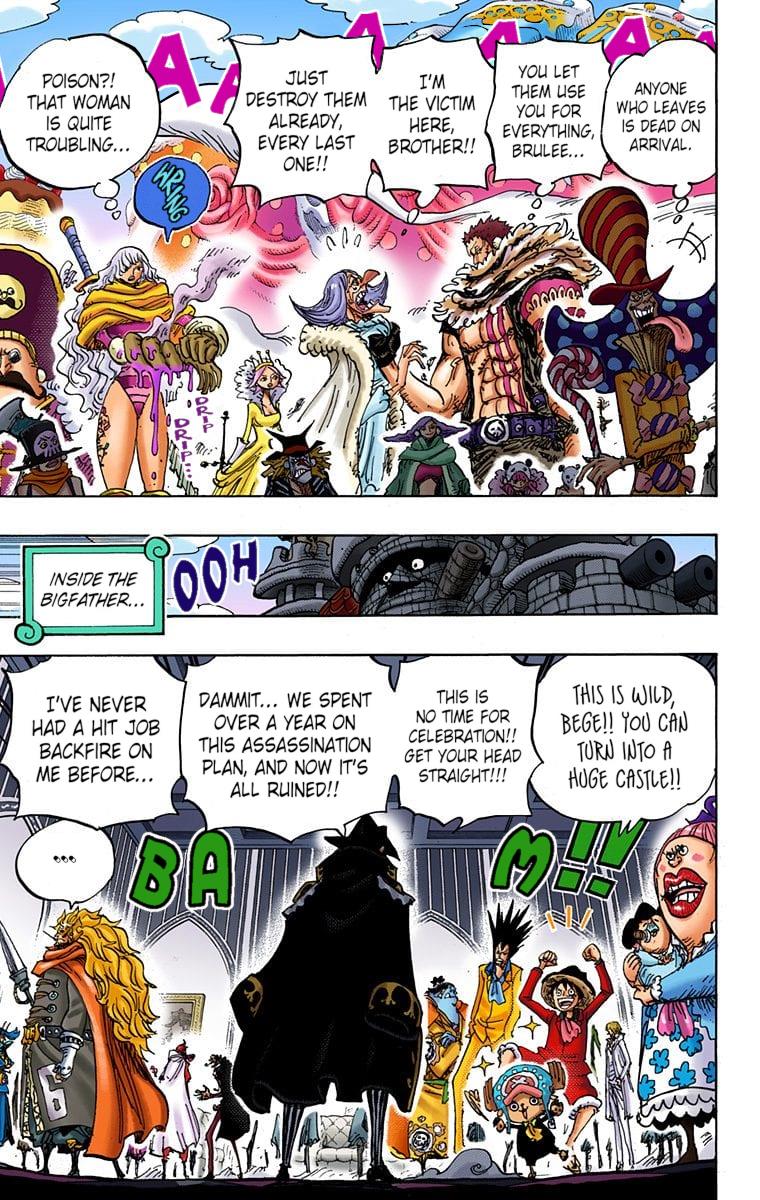 A A A A A
ANYONE
WHO LEAVES
IS DEAD ON
ARRIVAL.
YOU LET
THEM USE
YOU FOR
EVERYTHING,
BRULEE...
I'M
THE VICTIM
HERE,
BROTHER!!
JUST
DESTROY THEM
ALREADY,
EVERY LAST
ONE!!
POISON?!
THAT WOMAN
IS QUITE
TROUBLING...
WRING
DRIP
DRIP...
INSIDE THE
BIGFATHER...
OOH
THIS IS WILD,
BEGE!! YOU CAN
TURN INTO A
HUGE CASTLE!!
THIS IS
NO TIME FOR
CELEBRATION!!
GET YOUR HEAD
STRAIGHT!!!
DAMMIT... WE SPENT
OVER A YEAR ON
THIS ASSASSINATION
PLAN, AND NOW IT'S
ALL RUINED!!
I'VE NEVER
HAD A HIT JOB
BACKFIRE ON
ME BEFORE...
...
BAM!!
6